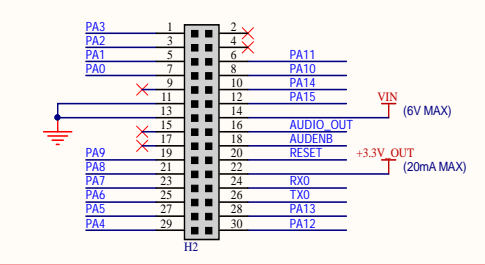 PA3 1 2
PA2 3 4
PA1 5 6 PA11
PA0 7 8 PA10
9 10 PA14
11 12 PA15 VIN
13 14 (6V MAX)
15 16 AUDIO_OUT
17 18 AUDENB
PA9 19 20 RESET +3.3V_OUT
PA8 21 22 (20mA MAX)
PA7 23 24 RX0
PA6 25 26 TX0
PA5 27 28 PA13
PA4 29 30 PA12
H2